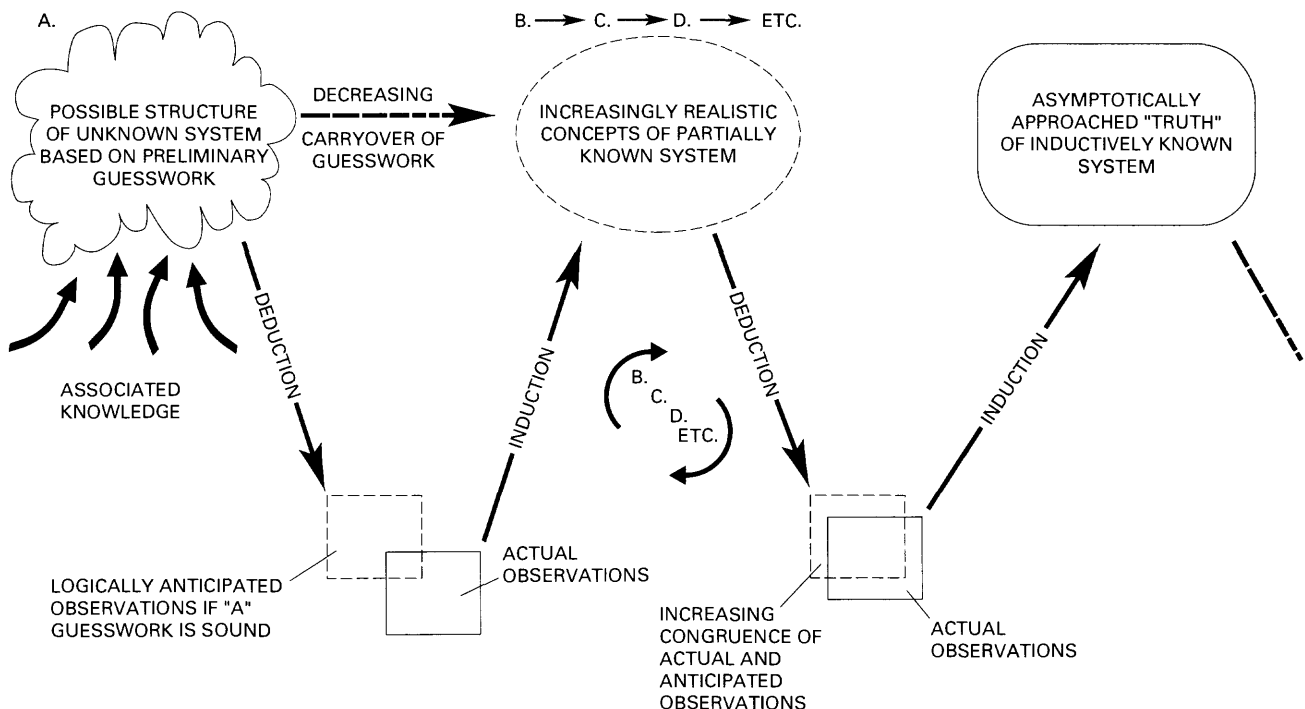 A.
POSSIBLE STRUCTURE
OF UNKNOWN SYSTEM
BASED ON PRELIMINARY
GUESSWORK
DECREASING
CARRYOVER OF
GUESSWORK
B. C. D. ETC.
INCREASINGLY REALISTIC
CONCEPTS OF PARTIALLY
KNOWN SYSTEM
ASYMPTOTICALLY
APPROACHED "TRUTH"
OF INDUCTIVELY KNOWN
SYSTEM
ASSOCIATED
KNOWLEDGE
DEDUCTION
INDUCTION
B.
C.
D.
ETC.
DEDUCTION
INDUCTION
LOGICALLY ANTICIPATED
OBSERVATIONS IF "A"
GUESSWORK IS SOUND
ACTUAL
OBSERVATIONS
INCREASING
CONGRUENCE OF
ACTUAL AND
ANTICIPATED
OBSERVATIONS
ACTUAL
OBSERVATIONS